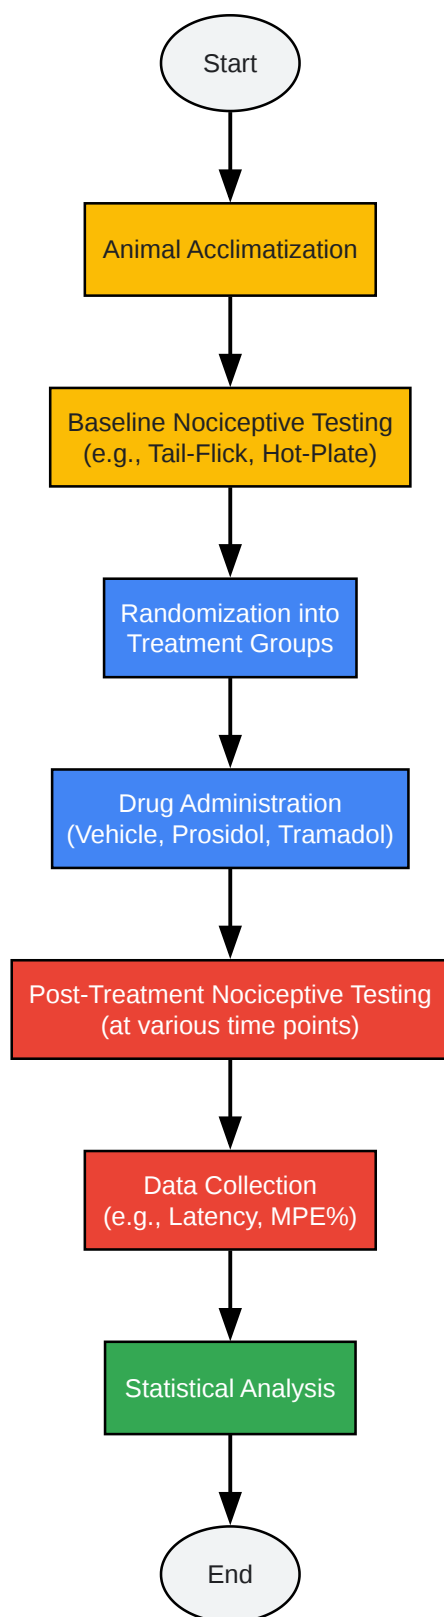 Start
Animal Acclimatization
Baseline Nociceptive Testing
(e.g., Tail-Flick, Hot-Plate)
Randomization into
Treatment Groups
Drug Administration
(Vehicle, Prosidol, Tramadol)
Post-Treatment Nociceptive Testing
(at various time points)
Data Collection
(e.g., Latency, MPE%)
Statistical Analysis
End